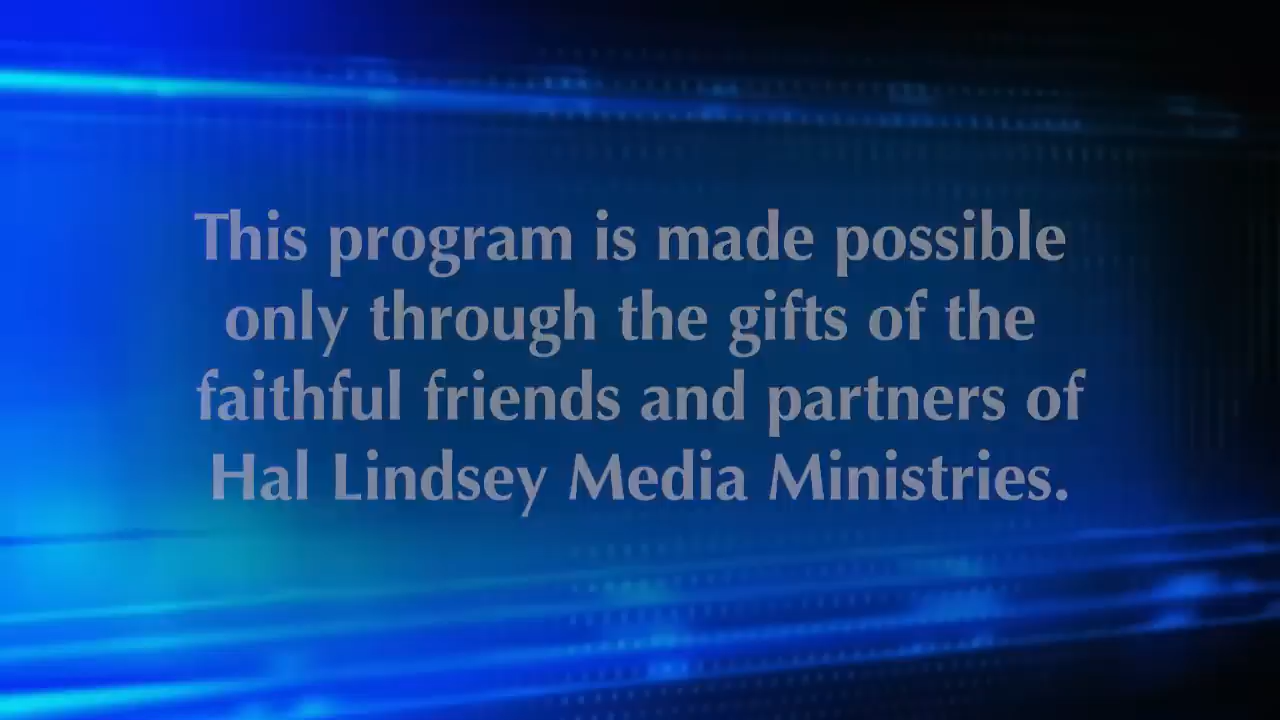 This program is made possible
only through the gifts of the
faithful friends and partners of
Hal Lindsey Media Ministries.